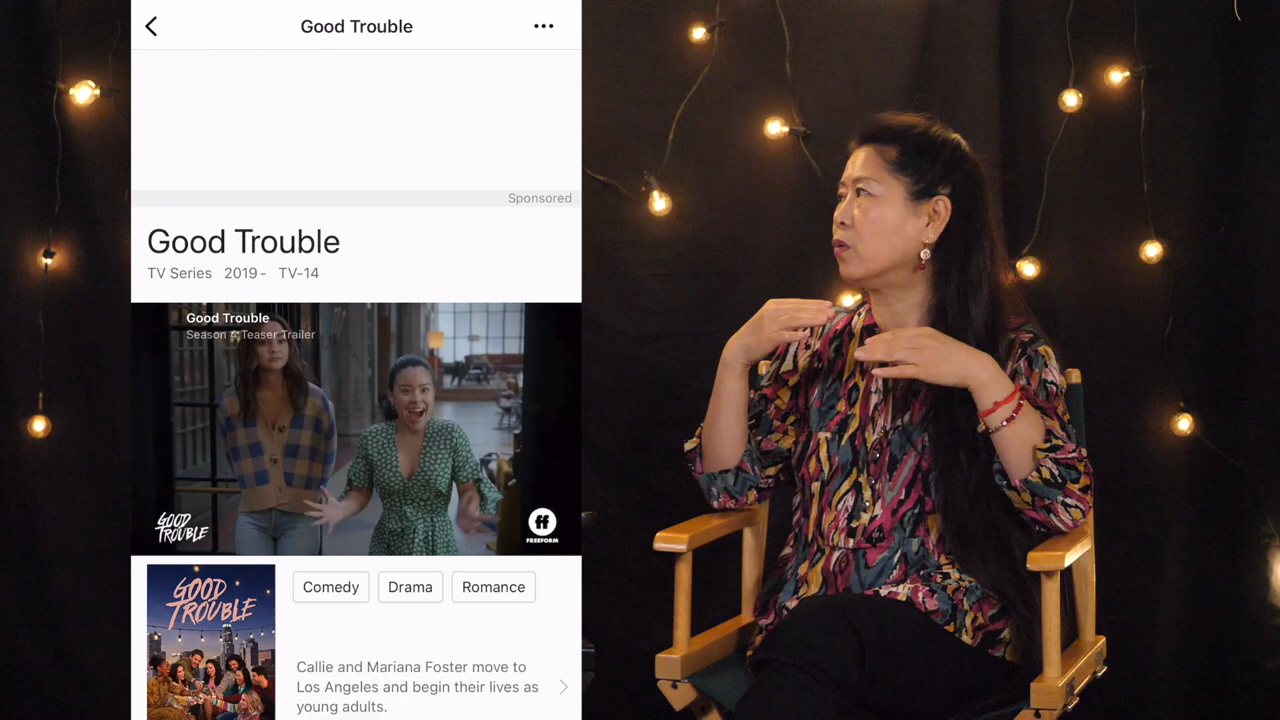 Good Trouble
Sponsored
Good Trouble
TV Series 2019- TV-14
Good Trouble
Season 4 Teaser Trailer
GOOD
TROUBLE
ff
FREEFORM
GOOD
TROUBLE
Comedy
Drama
Romance
Callie and Mariana Foster move to
Los Angeles and begin their lives as
young adults.